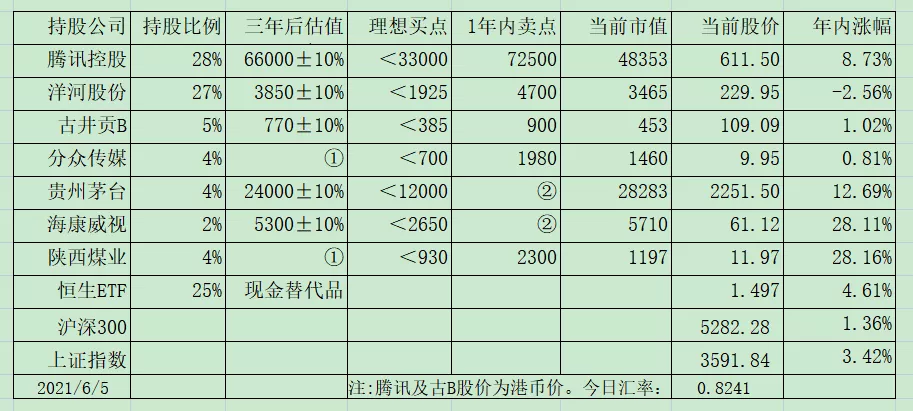 持股公司 持股比例 三年后估值 理想买点 1年内卖点 当前市值 当前股价 年内涨幅
腾讯控股 28% 66000±10% ＜33000 72500 48353 611.50 8.73%
洋河股份 27% 3850±10% ＜1925 4700 3465 229.95 -2.56%
古井贡B 5% 770±10% ＜385 900 453 109.09 1.02%
分众传媒 4% ① ＜700 1980 1460 9.95 0.81%
贵州茅台 4% 24000±10% ＜12000 ② 28283 2251.50 12.69%
海康威视 2% 5300±10% ＜2650 ② 5710 61.12 28.11%
陕西煤业 4% ① ＜930 2300 1197 11.97 28.16%
恒生ETF 25% 现金替代品 1.497 4.61%
沪深300 5282.28 1.36%
上证指数 3591.84 3.42%
2021/6/5 注:腾讯及古B股价为港币价。今日汇率: 0.8241